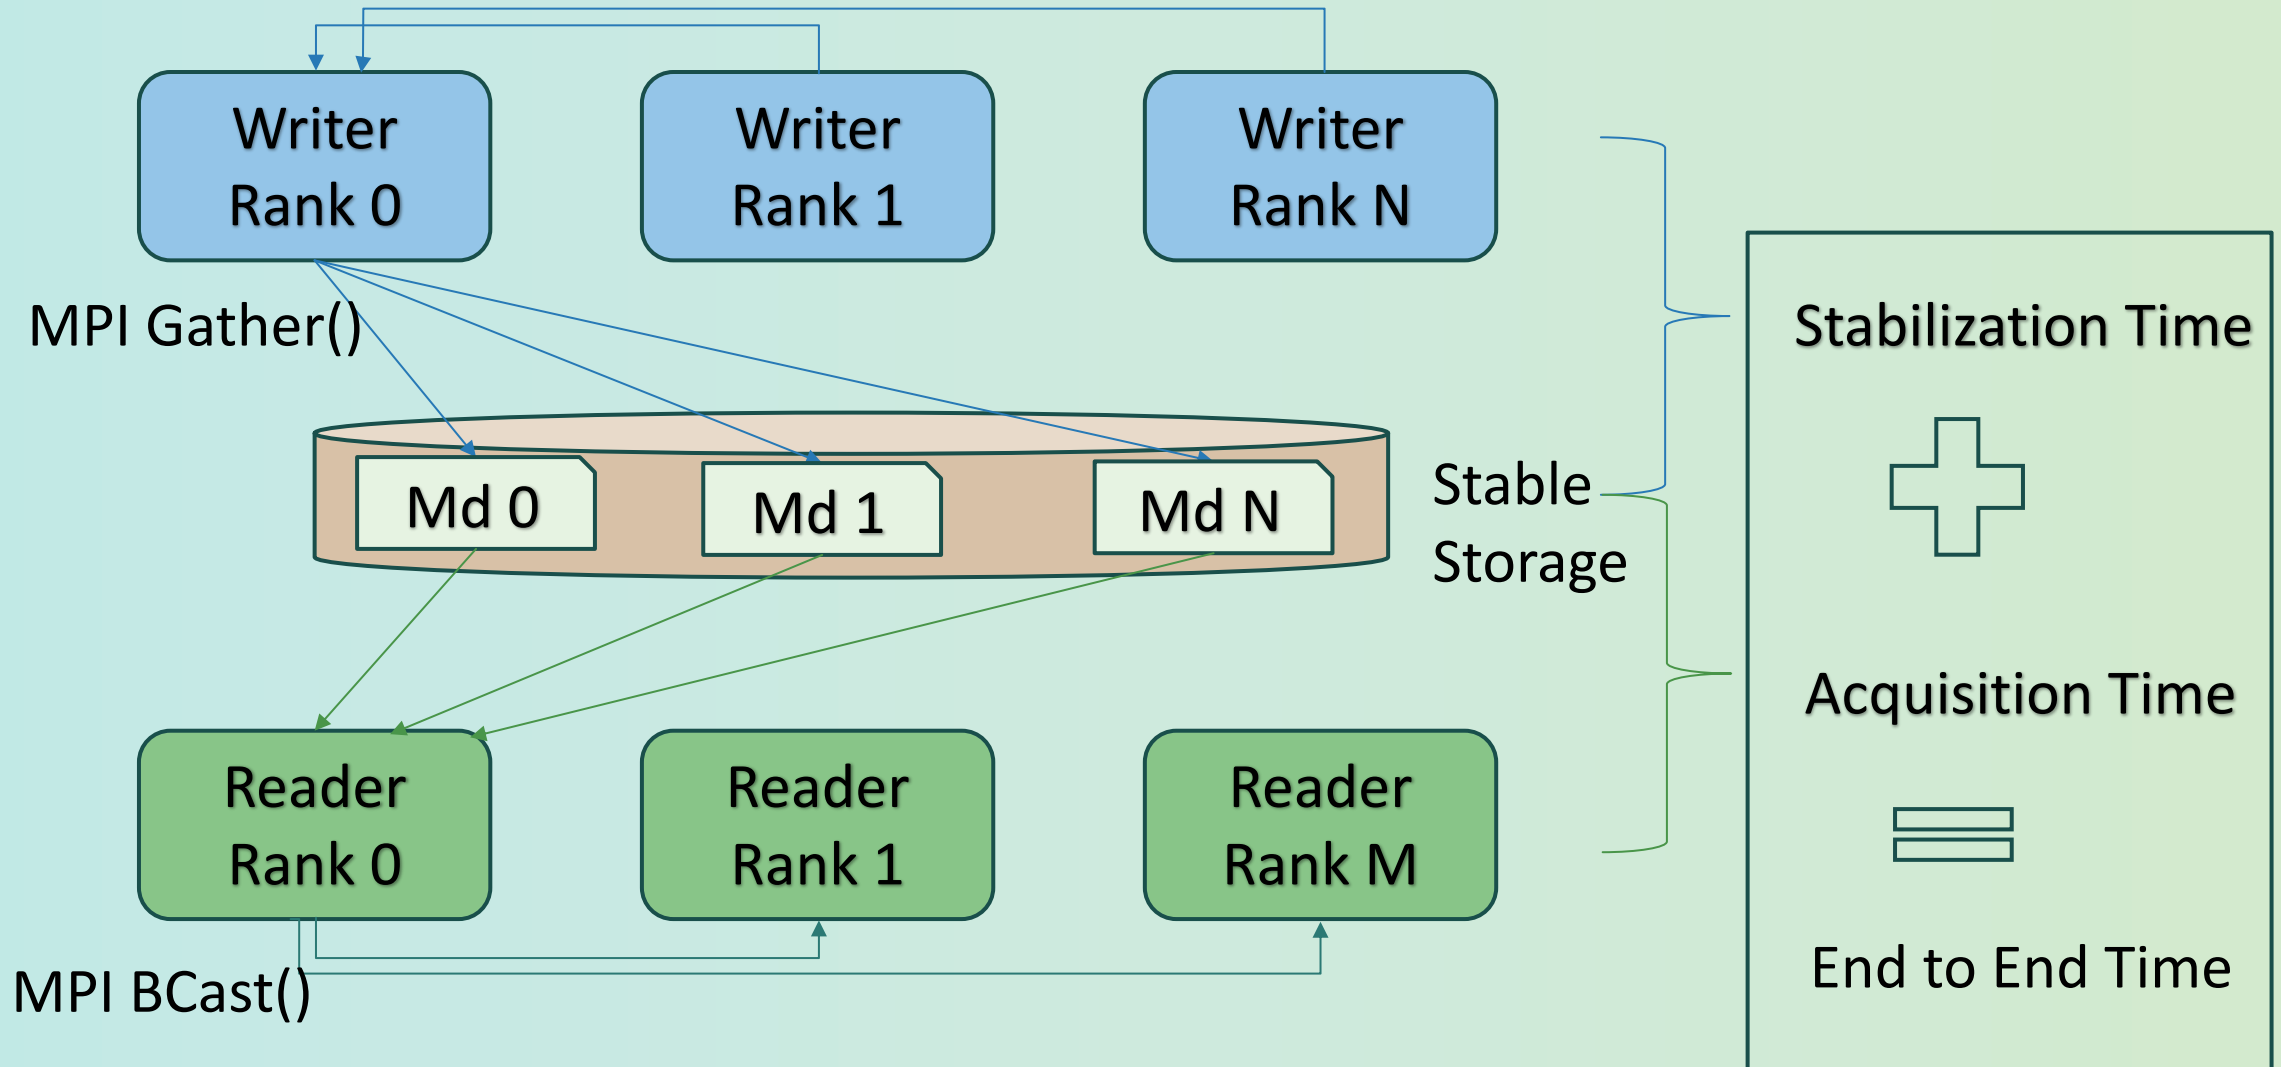 Writer
Rank 0
Writer
Rank 1
Writer
Rank N
MPI Gather()
Md 0
Md 1
Md N
Stable
Storage
Reader
Rank 0
Reader
Rank 1
Reader
Rank M
MPI BCast()
Stabilization Time
Acquisition Time
End to End Time